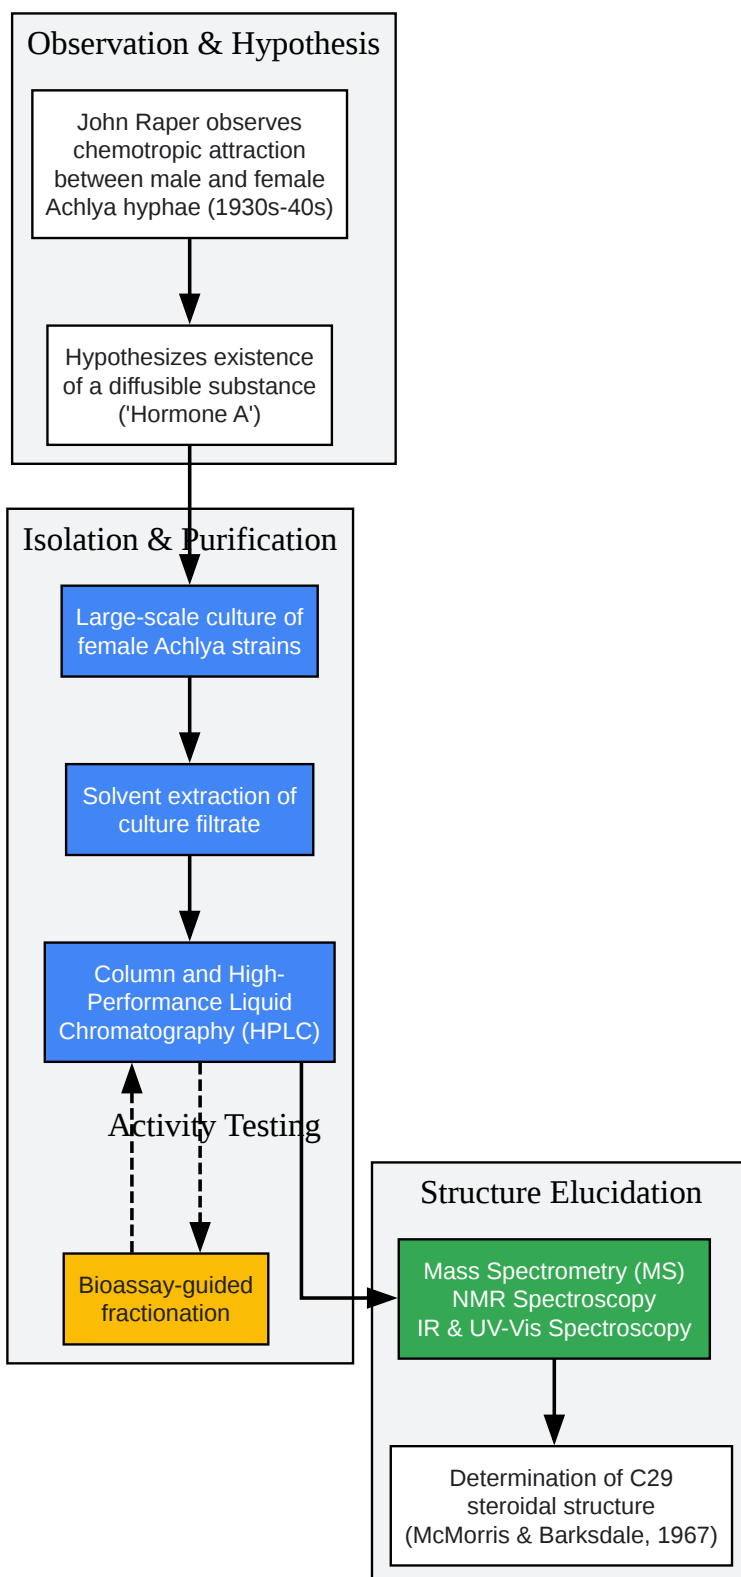 Observation & Hypothesis
John Raper observes
chemotropic attraction
between male and female
Achlya hyphae (1930s-40s)
Hypothesizes existence
of a diffusible substance
('Hormone A')
Isolation & Purification
Large-scale culture of
female Achlya strains
Solvent extraction of
culture filtrate
Column and High-
Performance Liquid
Chromatography (HPLC)
Activity Testing
Bioassay-guided
fractionation
Structure Elucidation
Mass Spectrometry (MS)
NMR Spectroscopy
IR & UV-Vis Spectroscopy
Determination of C29
steroidal structure
(McMorris & Barksdale, 1967)